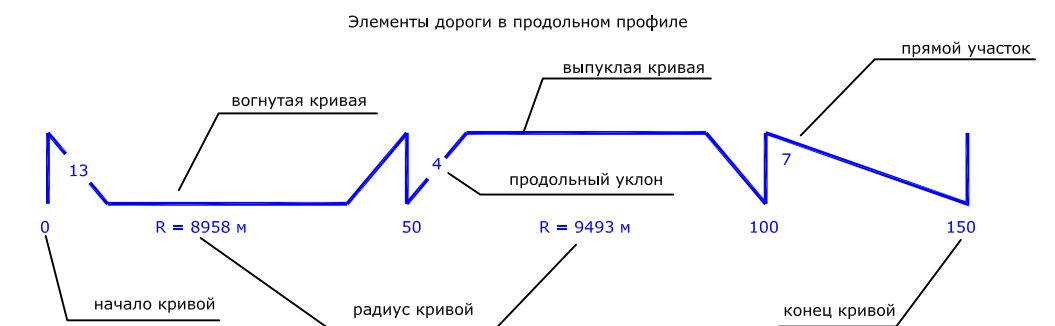 Элементы дороги в продольном профиле
прямой участок
выпуклая кривая
вогнутая кривая
13
4
7
продольный уклон
0
R = 8958 м
50
R = 9493 м
100
150
начало кривой
радиус кривой
конец кривой